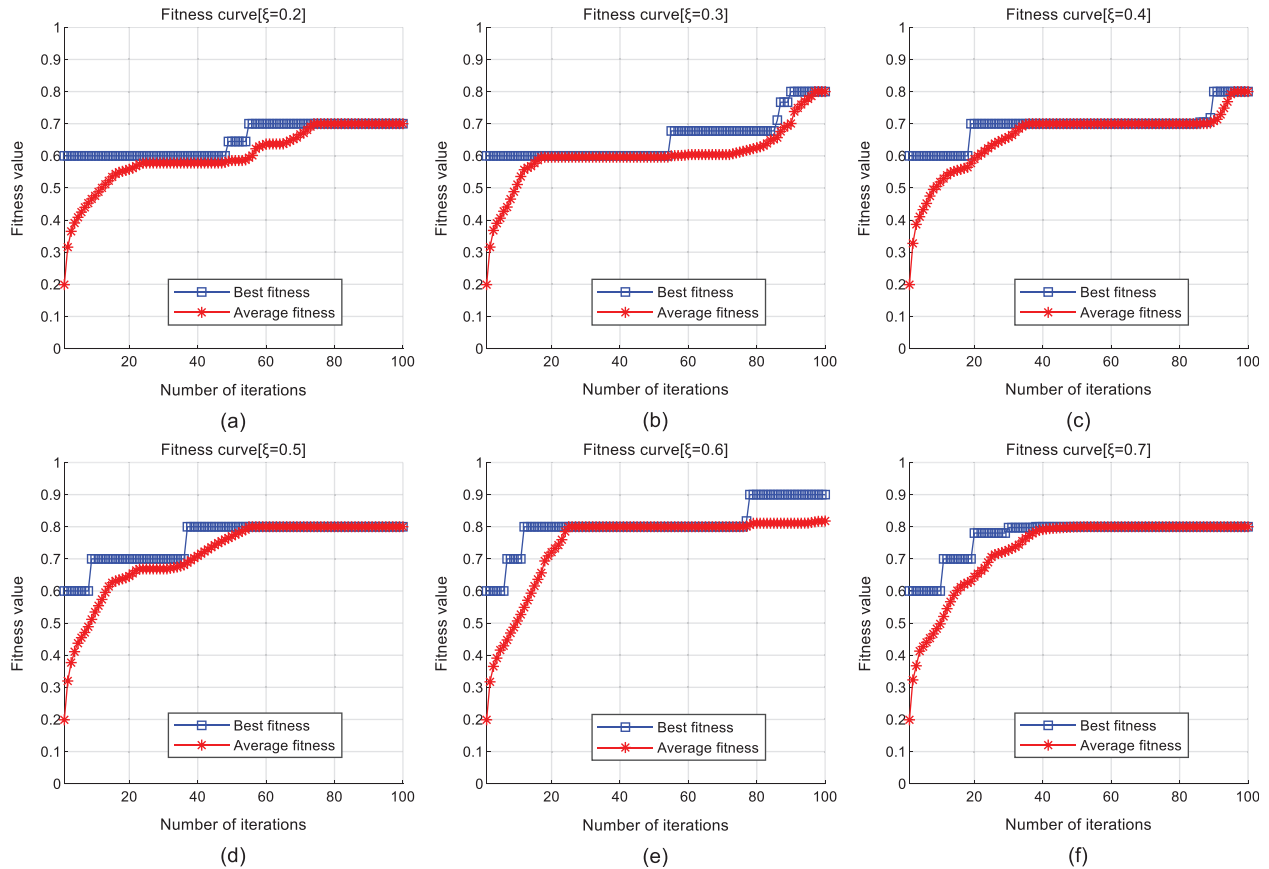 Fitness curve[ξ=0.2]
1
0.9
0.8
0.7
0.6
0.5
0.4
0.3
0.2
0.1
0
Fitness value
Best fitness
Average fitness
20 40 60 80 100
Number of iterations
(a)
Fitness curve[ξ=0.3]
1
0.9
0.8
0.7
0.6
0.5
0.4
0.3
0.2
0.1
0
Fitness value
Best fitness
Average fitness
20 40 60 80 100
Number of iterations
(b)
Fitness curve[ξ=0.4]
1
0.9
0.8
0.7
0.6
0.5
0.4
0.3
0.2
0.1
0
Fitness value
Best fitness
Average fitness
20 40 60 80 100
Number of iterations
(c)
Fitness curve[ξ=0.5]
1
0.9
0.8
0.7
0.6
0.5
0.4
0.3
0.2
0.1
0
Fitness value
Best fitness
Average fitness
20 40 60 80 100
Number of iterations
(d)
Fitness curve[ξ=0.6]
1
0.9
0.8
0.7
0.6
0.5
0.4
0.3
0.2
0.1
0
Fitness value
Best fitness
Average fitness
20 40 60 80 100
Number of iterations
(e)
Fitness curve[ξ=0.7]
1
0.9
0.8
0.7
0.6
0.5
0.4
0.3
0.2
0.1
0
Fitness value
Best fitness
Average fitness
20 40 60 80 100
Number of iterations
(f)